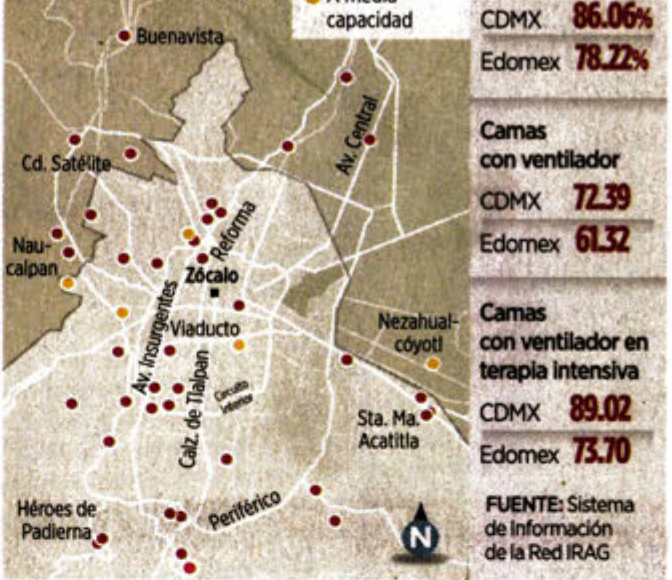 A media
capacidad
Buenavista
Cd. Satélite
Av. Central
Nau-
calpan
Reforma
Zócalo
Av. Insurgentes
Viaducto
Nezahual-
cóyotl
Calz. de Tlalpan
Circuito
Interior
Sta. Ma.
Acatitla
Héroes de
Padierna
Periférico
N
CDMX 86.06%
Edomex 78.22%
Camas
con ventilador
CDMX 72.39
Edomex 61.32
Camas
con ventilador en
terapia intensiva
CDMX 89.02
Edomex 73.70
FUENTE: Sistema
de Información
de la Red IRAG